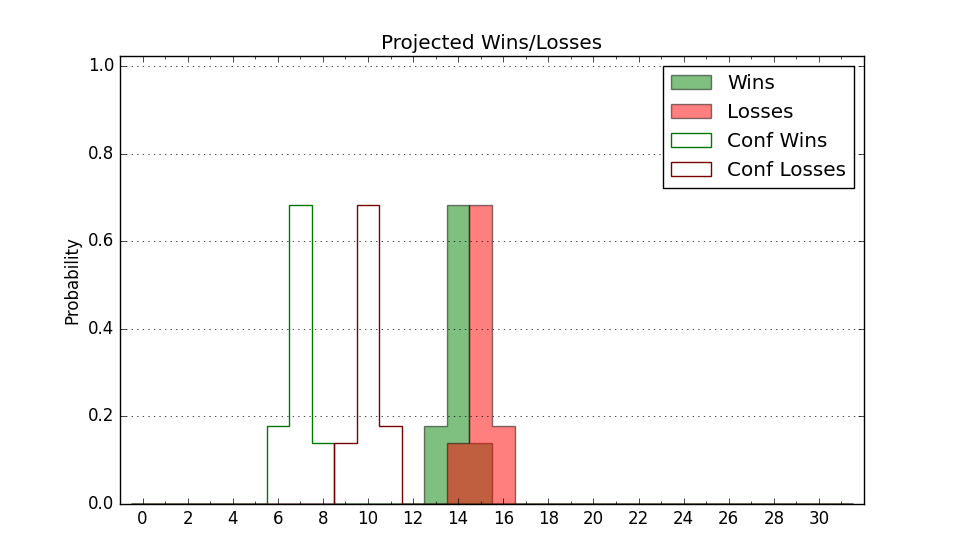 Projected Wins/Losses
1.0
0.8
0.6
0.4
0.2
0.0
Probability
Wins
Losses
Conf Wins
Conf Losses
0 2 4 6 8 10 12 14 16 18 20 22 24 26 28 30